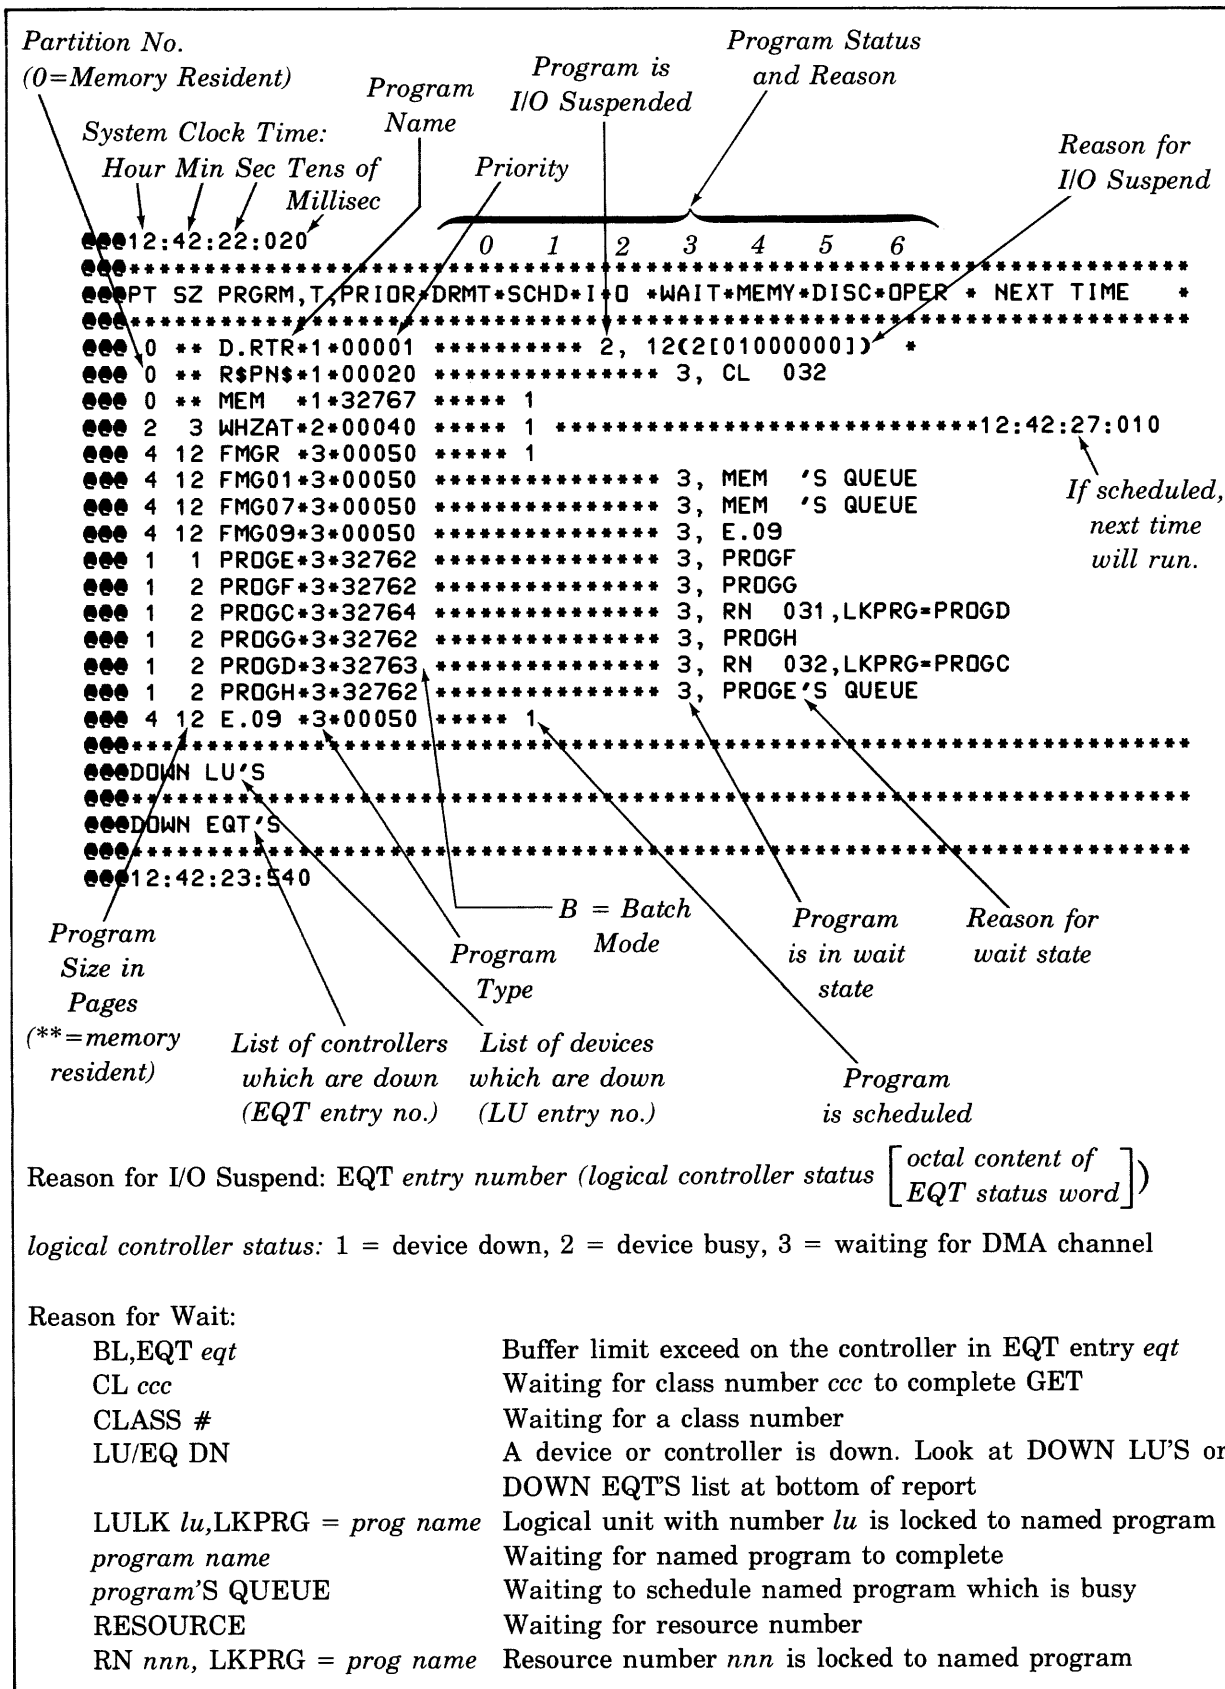 Partition No.
(0=Memory Resident)
Program
Name
Program is
I/O Suspended
Program Status
and Reason
System Clock Time:
Hour Min Sec Tens of
Millisec
Priority
Reason for
I/O Suspend
12:42:22:020
0 1 2 3 4 5 6
**********************************************************************
PT SZ PRGRM,T,PRIOR*DRMT*SCHD*I*O *WAIT*MEMY*DISC*OPER * NEXT TIME *
**********************************************************************
0 ** D.RTR*1*00001 ********** 2, 12(2[01000000]) *
0 ** R$PN$*1*00020 *************** 3, CL 032
0 ** MEM *1*32767 ***** 1
2 3 WHZAT*2*00040 ***** 1 ****************************12:42:27:010
4 12 FMGR *3*00050 ***** 1
4 12 FMG01*3*00050 *************** 3, MEM 'S QUEUE
4 12 FMG07*3*00050 *************** 3, MEM 'S QUEUE
4 12 FMG09*3*00050 *************** 3, E.09
1 1 PROGE*3*32762 *************** 3, PROGF
1 2 PROGF*3*32762 *************** 3, PROGG
1 2 PROGC*3*32764 *************** 3, RN 031,LKPRG=PROGD
1 2 PROGG*3*32762 *************** 3, PROGH
1 2 PROGD*3*32763 *************** 3, RN 032,LKPRG=PROGC
1 2 PROGH*3*32762 *************** 3, PROGE'S QUEUE
4 12 E.09 *3*00050 ***** 1
**********************************************************************
DOWN LU'S
**********************************************************************
DOWN EQT'S
**********************************************************************
12:42:23:540
If scheduled,
next time
will run.
Program
Size in
Pages
(**=memory
resident)
List of controllers
which are down
(EQT entry no.)
Program
Type
List of devices
which are down
(LU entry no.)
B = Batch
Mode
Program
is in wait
state
Reason for
wait state
Program
is scheduled
Reason for I/O Suspend: EQT entry number (logical controller status [octal content of
EQT status word])
logical controller status: 1 = device down, 2 = device busy, 3 = waiting for DMA channel
Reason for Wait:
BL,EQT eqt Buffer limit exceed on the controller in EQT entry eqt
CL ccc Waiting for class number ccc to complete GET
CLASS # Waiting for a class number
LU/EQ DN A device or controller is down. Look at DOWN LU'S or
DOWN EQT'S list at bottom of report
LULK lu,LKPRG = prog name Logical unit with number lu is locked to named program
program name Waiting for named program to complete
program'S QUEUE Waiting to schedule named program which is busy
RESOURCE Waiting for resource number
RN nnn, LKPRG = prog name Resource number nnn is locked to named program